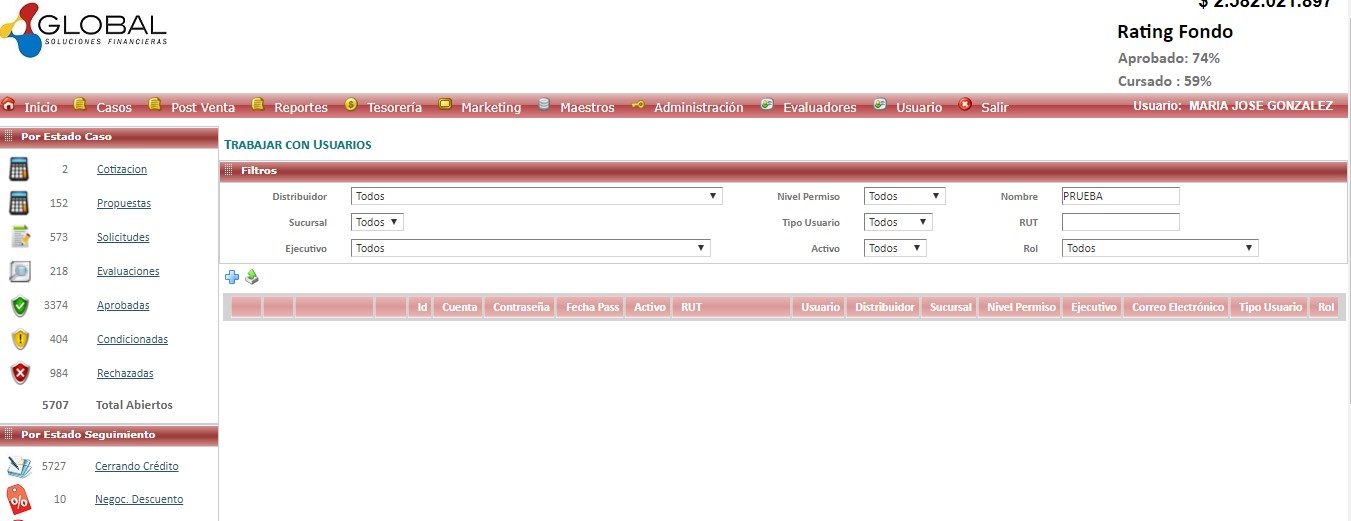 $ 2.582.021.897
GLOBAL
SOLUCIONES FINANCIERAS
Rating Fondo
Aprobado: 74%
Cursado : 59%
Inicio Casos Post Venta Reportes Tesorería Marketing Maestros Administración Evaluadores Usuario Salir Usuario: MARIA JOSE GONZALEZ
Por Estado Caso
2 Cotizacion
152 Propuestas
573 Solicitudes
218 Evaluaciones
3374 Aprobadas
404 Condicionadas
984 Rechazadas
5707 Total Abiertos
Por Estado Seguimiento
5727 Cerrando Crédito
10 Negoc. Descuento
TRABAJAR CON USUARIOS
Filtros
Distribuidor Todos Nivel Permiso Todos Nombre PRUEBA
Sucursal Todos Tipo Usuario Todos RUT
Ejecutivo Todos Activo Todos Rol Todos
Id Cuenta Contraseña Fecha Pass Activo RUT Usuario Distribuidor Sucursal Nivel Permiso Ejecutivo Correo Electrónico Tipo Usuario Rol